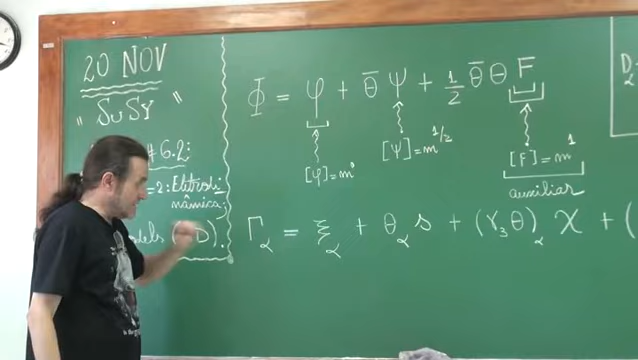 20 NOV
"SUSY"
# 6.2:
=2: Eletrodi-
nâmica;
dels ( D).
Φ = φ + θ̄ψ + 1/2 θ̄θ F
[φ] = m⁰
[ψ] = m^{1/2}
[F] = m¹
auxiliar
Γ_α = ξ_α + θ_α s + (γ₃θ)_α χ + (
D